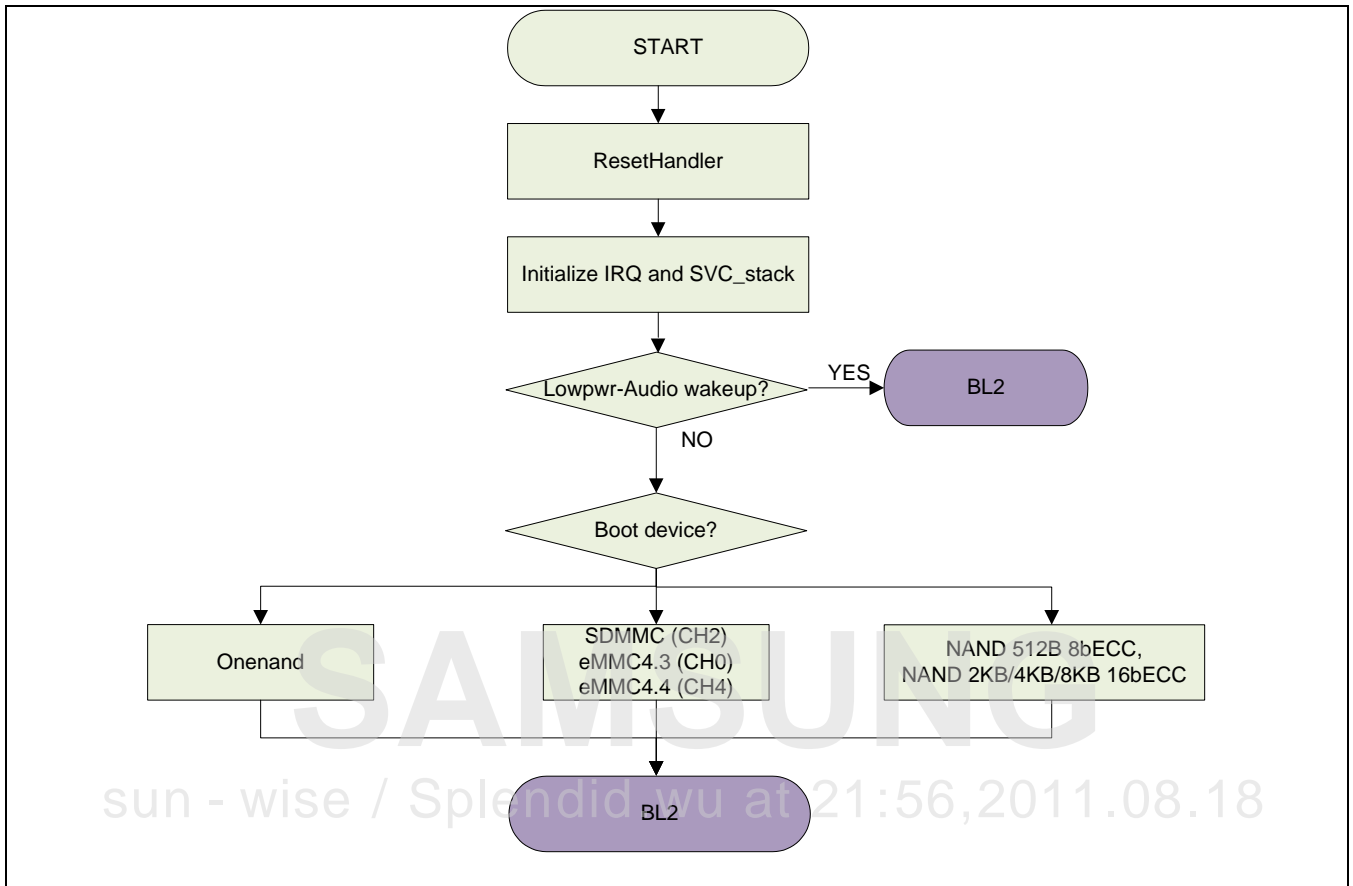 START
ResetHandler
Initialize IRQ and SVC_stack
Lowpwr-Audio wakeup?
YES
BL2
NO
Boot device?
Onenand
SDMMC (CH2)
eMMC4.3 (CH0)
eMMC4.4 (CH4)
NAND 512B 8bECC,
NAND 2KB/4KB/8KB 16bECC
SAMSUNG
sun - wise / Splendid.wu at 21:56,2011.08.18
BL2